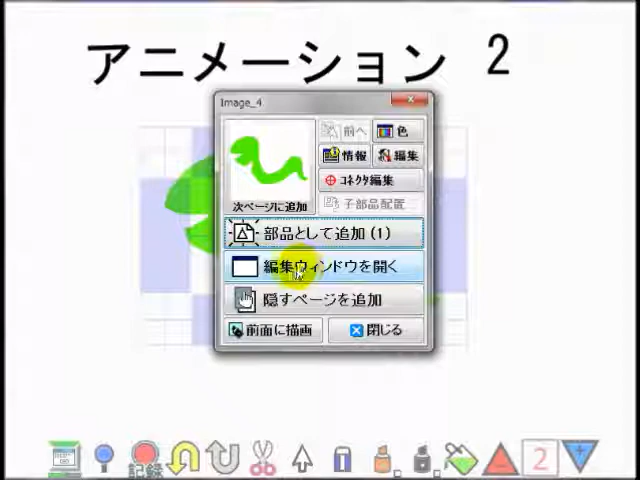 アニメーション 2
Image_4
前へ
色
情報
編集
コネクタ編集
次ページに追加
子部品配置
部品として追加(1)
編集ウィンドウを開く
隠すページを追加
前面に描画
閉じる
記録
2